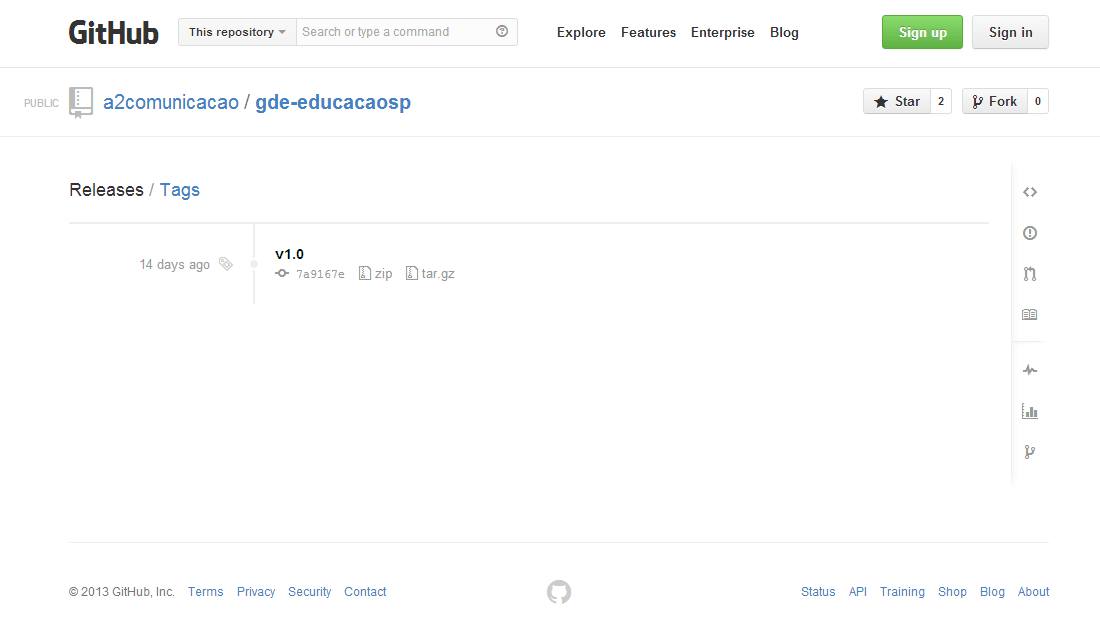 GitHub This repository Search or type a command Explore Features Enterprise Blog Sign up Sign in
PUBLIC a2comunicacao / gde-educacaosp Star 2 Fork 0
Releases / Tags
14 days ago v1.0
7a9167e zip tar.gz
© 2013 GitHub, Inc. Terms Privacy Security Contact Status API Training Shop Blog About